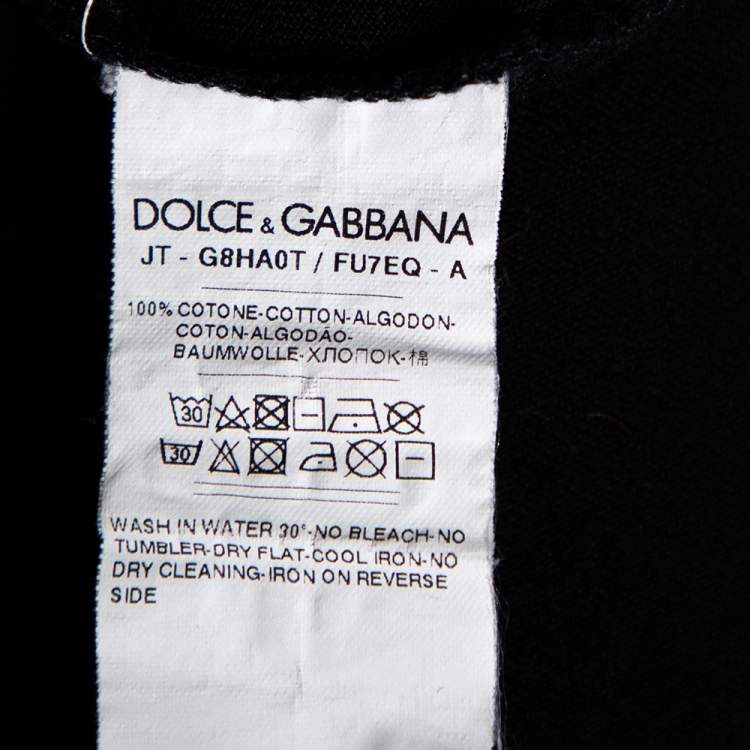 DOLCE & GABBANA
JT - G8HA0T / FU7EQ - A
100% COTONE-COTTON-ALGODON-
COTON-ALGODÃO-
BAUMWOLLE-ХЛОПОК-棉
30
30
WASH IN WATER 30°-NO BLEACH-NO
TUMBLER-DRY FLAT-COOL IRON-NO
DRY CLEANING-IRON ON REVERSE
SIDE